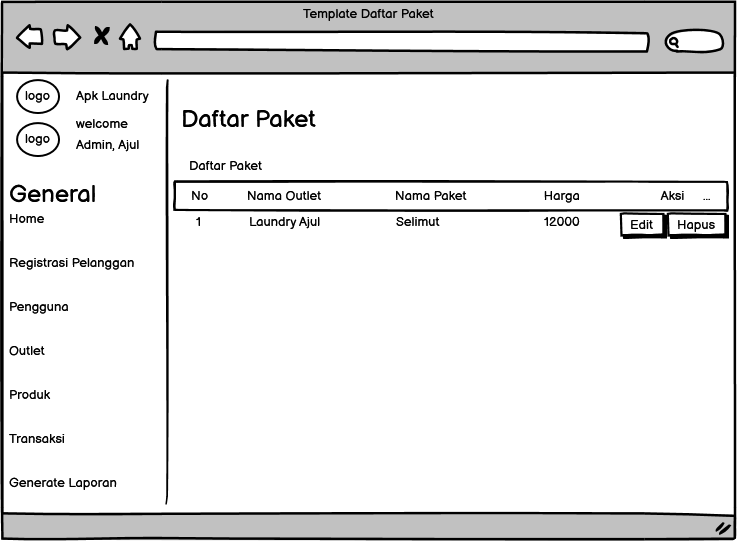 Template Daftar Paket
logo
Apk Laundry
logo
welcome
Admin, Ajul
General
Home
Registrasi Pelanggan
Pengguna
Outlet
Produk
Transaksi
Generate Laporan
Daftar Paket
Daftar Paket
No Nama Outlet Nama Paket Harga Aksi ...
1 Laundry Ajul Selimut 12000 Edit Hapus